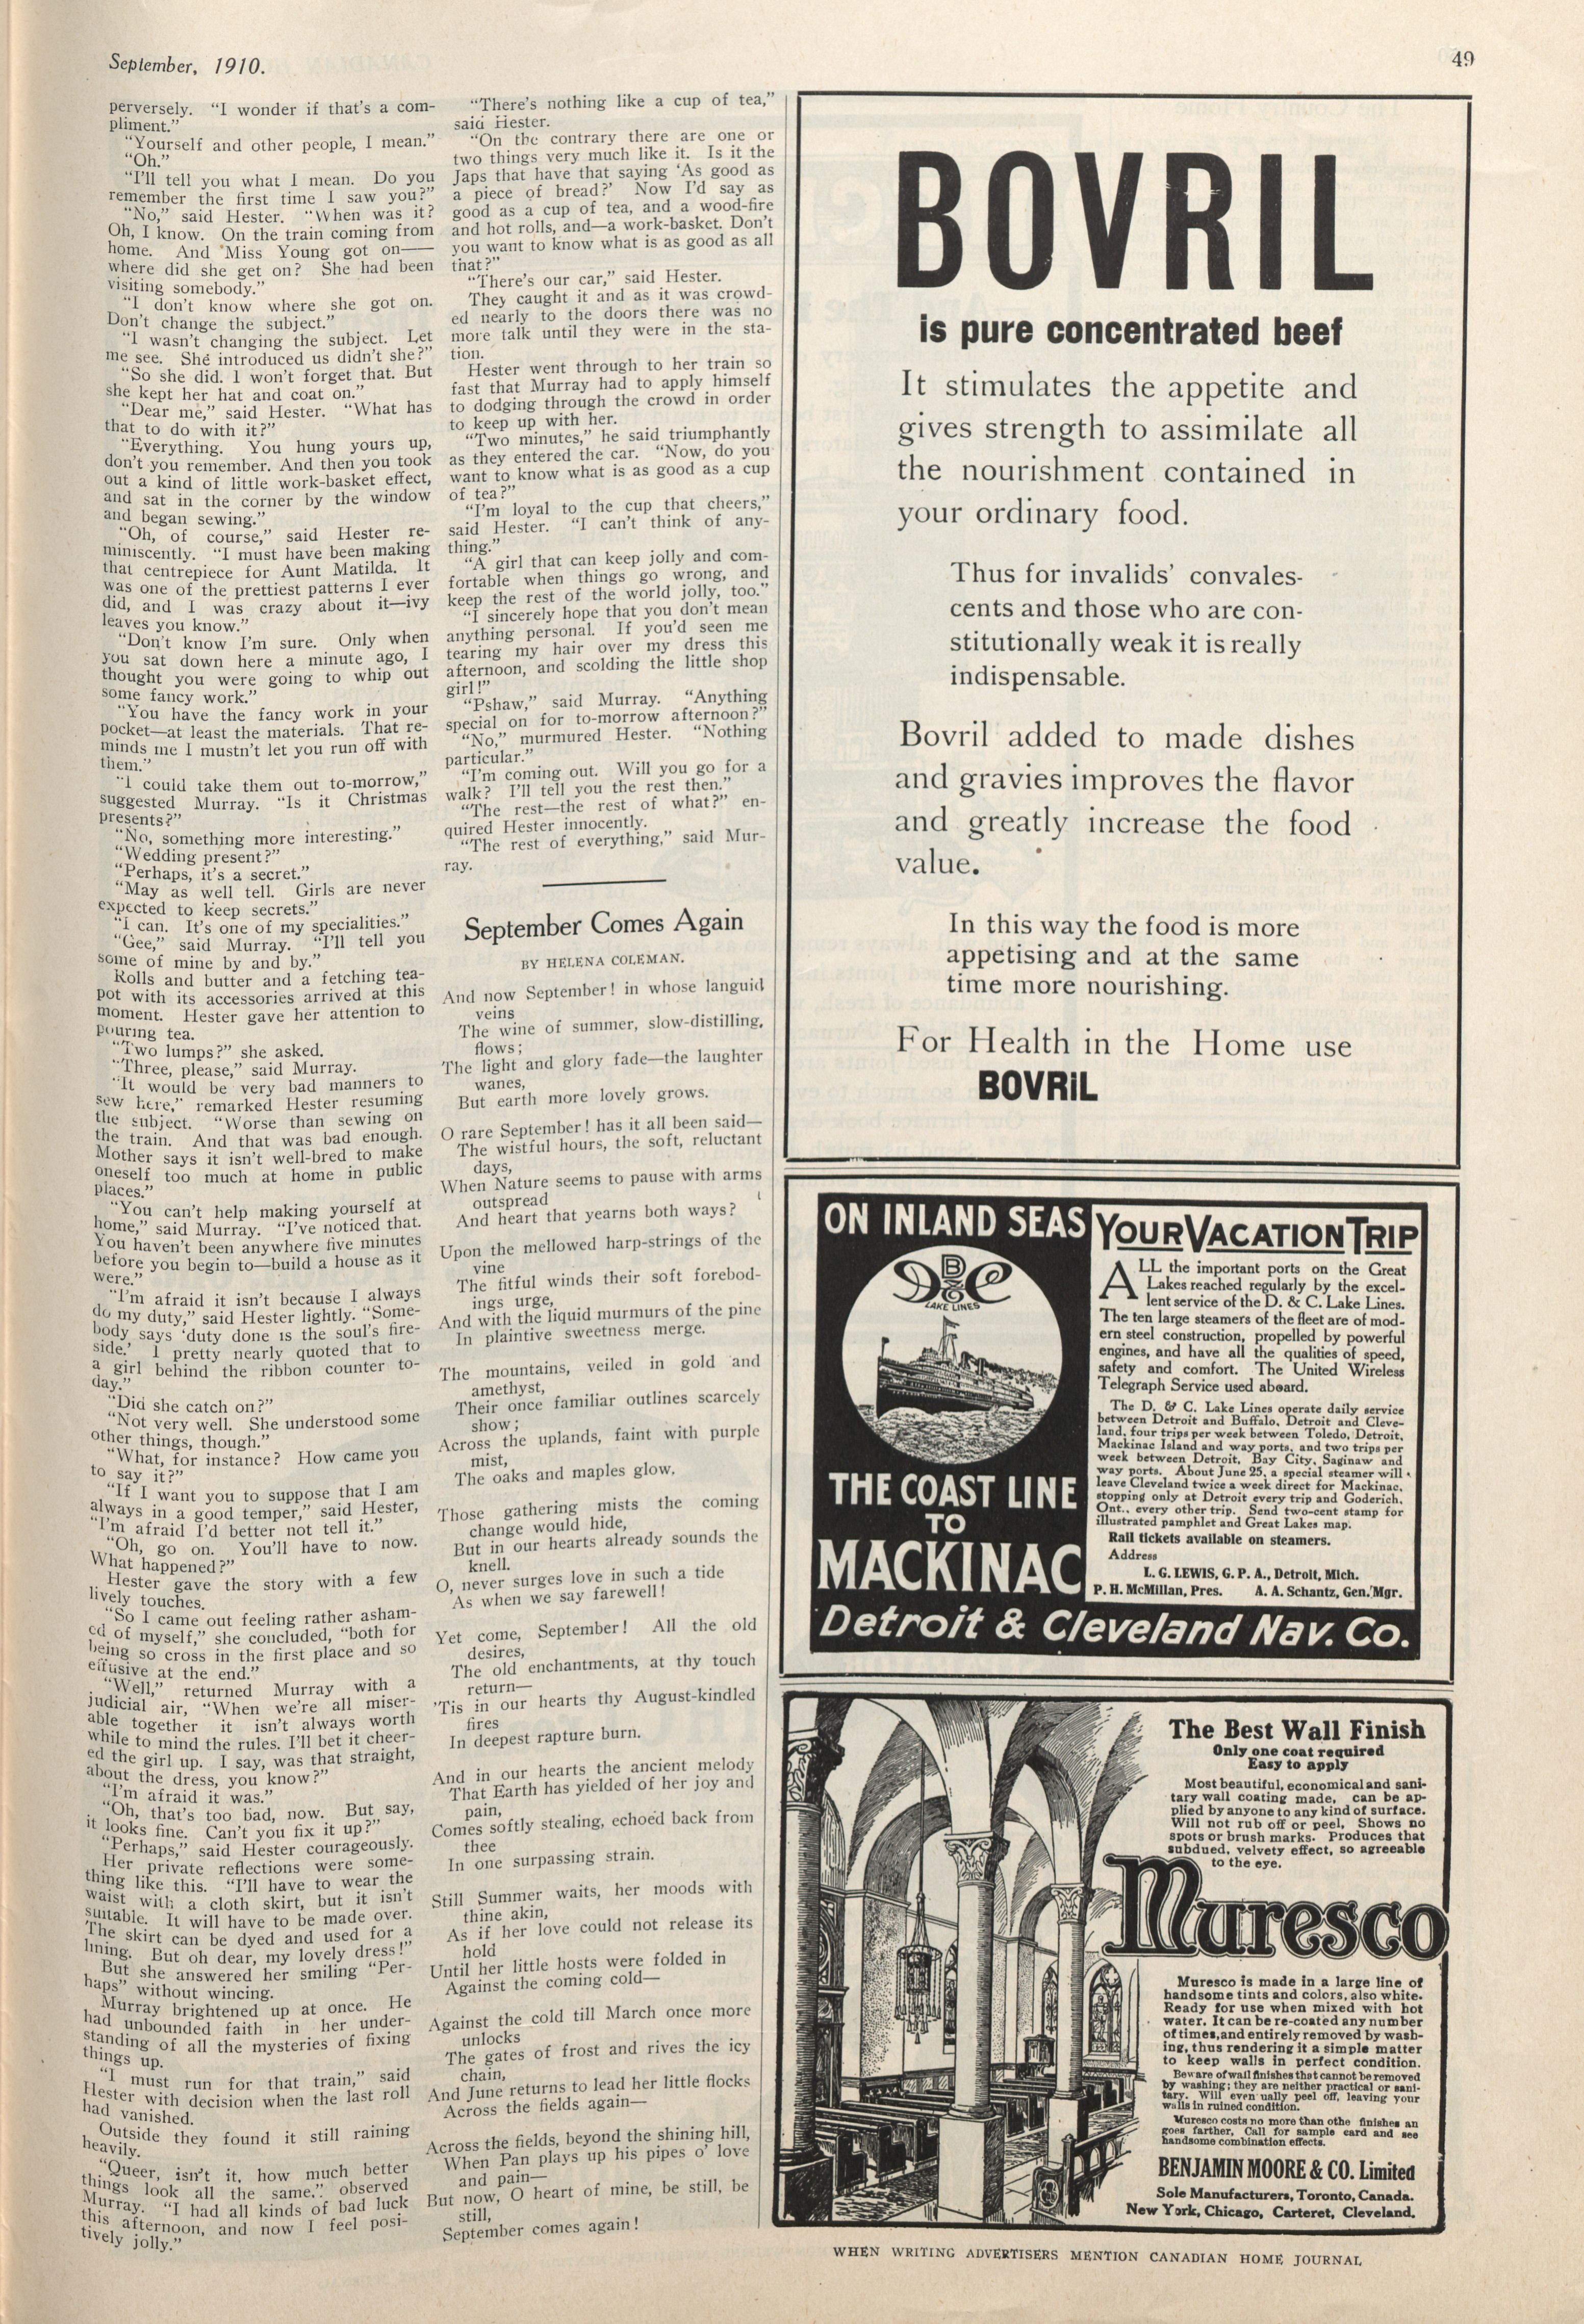 September, 1910.
49
perversely. "I wonder if that's a com-
pliment."
"Yourself and other people, I mean."
"Oh."
"I'll tell you what I mean. Do you
remember the first time I saw you?"
"No," said Hester. "When was it?
Oh, I know. On the train coming from
home. And Miss Young got on——
where did she get on? She had been
visiting somebody."
"I don't know where she got on.
Don't change the subject."
"I wasn't changing the subject. Let
me see. She introduced us didn't she?"
"So she did. I won't forget that. But
she kept her hat and coat on."
"Dear me," said Hester. "What has
that to do with it?"
"Everything. You hung yours up,
don't you remember. And then you took
out a kind of little work-basket effect,
and sat in the corner by the window
and began sewing."
"Oh, of course," said Hester re-
miniscently. "I must have been making
that centrepiece for Aunt Matilda. It
was one of the prettiest patterns I ever
did, and I was crazy about it—ivy
leaves you know."
"Don't know I'm sure. Only when
you sat down here a minute ago, I
thought you were going to whip out
some fancy work."
"You have the fancy work in your
pocket—at least the materials. That re-
minds me I mustn't let you run off with
them."
"I could take them out to-morrow,"
suggested Murray. "Is it Christmas
presents?"
"No, something more interesting."
"Wedding present?"
"Perhaps, it's a secret."
"May as well tell. Girls are never
expected to keep secrets."
"I can. It's one of my specialities."
"Gee," said Murray. "I'll tell you
some of mine by and by."
Rolls and butter and a fetching tea-
pot with its accessories arrived at this
moment. Hester gave her attention to
pouring tea.
"Two lumps?" she asked.
"Three, please," said Murray.
"It would be very bad manners to
sew here," remarked Hester resuming
the subject. "Worse than sewing on
the train. And that was bad enough.
Mother says it isn't well-bred to make
oneself too much at home in public
places."
"You can't help making yourself at
home," said Murray. "I've noticed that.
You haven't been anywhere five minutes
before you begin to—build a house as it
were."
"I'm afraid it isn't because I always
do my duty," said Hester lightly. "Some-
body says 'duty done is the soul's fire-
side.' I pretty nearly quoted that to
a girl behind the ribbon counter to-
day."
"Did she catch on?"
"Not very well. She understood some
other things, though."
"What, for instance? How came you
to say it?"
"If I want you to suppose that I am
always in a good temper," said Hester,
"I'm afraid I'd better not tell it."
"Oh, go on. You'll have to now.
What happened?"
Hester gave the story with a few
lively touches.
"So I came out feeling rather asham-
ed of myself," she concluded, "both for
being so cross in the first place and so
effusive at the end."
"Well," returned Murray with a
judicial air, "When we're all miser-
able together it isn't always worth
while to mind the rules. I'll bet it cheer-
ed the girl up. I say, was that straight,
about the dress, you know?"
"I'm afraid it was."
"Oh, that's too bad, now. But say,
it looks fine. Can't you fix it up?"
"Perhaps," said Hester courageously.
Her private reflections were some-
thing like this. "I'll have to wear the
waist with a cloth skirt, but it isn't
suitable. It will have to be made over.
The skirt can be dyed and used for a
lining. But oh dear, my lovely dress!"
But she answered her smiling "Per-
haps" without wincing.
Murray brightened up at once. He
had unbounded faith in her under-
standing of all the mysteries of fixing
things up.
"I must run for that train," said
Hester with decision when the last roll
had vanished.
Outside they found it still raining
heavily.
"Queer, isn't it, how much better
things look all the same." observed
Murray. "I had all kinds of bad luck
this afternoon, and now I feel posi-
tively jolly."
"There's nothing like a cup of tea,"
said Hester.
"On the contrary there are one or
two things very much like it. Is it the
Japs that have that saying 'As good as
a piece of bread?' Now I'd say as
good as a cup of tea, and a wood-fire
and hot rolls, and—a work-basket. Don't
you want to know what is as good as all
that?"
"There's our car," said Hester.
They caught it and as it was crowd-
ed nearly to the doors there was no
more talk until they were in the sta-
tion.
Hester went through to her train so
fast that Murray had to apply himself
to dodging through the crowd in order
to keep up with her.
"Two minutes," he said triumphantly
as they entered the car. "Now, do you
want to know what is as good as a cup
of tea?"
"I'm loyal to the cup that cheers,"
said Hester. "I can't think of any-
thing."
"A girl that can keep jolly and com-
fortable when things go wrong, and
keep the rest of the world jolly, too."
"I sincerely hope that you don't mean
anything personal. If you'd seen me
tearing my hair over my dress this
afternoon, and scolding the little shop
girl!"
"Pshaw," said Murray. "Anything
special on for to-morrow afternoon?"
"No," murmured Hester. "Nothing
particular."
"I'm coming out. Will you go for a
walk? I'll tell you the rest then."
"The rest—the rest of what?" en-
quired Hester innocently.
"The rest of everything," said Mur-
ray.
September Comes Again
BY HELENA COLEMAN.
And now September! in whose languid
veins
The wine of summer, slow-distilling,
flows;
The light and glory fade—the laughter
wanes,
But earth more lovely grows.
O rare September! has it all been said—
The wistful hours, the soft, reluctant
days,
When Nature seems to pause with arms
outspread
And heart that yearns both ways?
Upon the mellowed harp-strings of the
vine
The fitful winds their soft forebod-
ings urge,
And with the liquid murmurs of the pine
In plaintive sweetness merge.
The mountains, veiled in gold and
amethyst,
Their once familiar outlines scarcely
show;
Across the uplands, faint with purple
mist,
The oaks and maples glow.
Those gathering mists the coming
change would hide,
But in our hearts already sounds the
knell.
O, never surges love in such a tide
As when we say farewell!
Yet come, September! All the old
desires,
The old enchantments, at thy touch
return—
'Tis in our hearts thy August-kindled
fires
In deepest rapture burn.
And in our hearts the ancient melody
That Earth has yielded of her joy and
pain,
Comes softly stealing, echoed back from
thee
In one surpassing strain.
Still Summer waits, her moods with
thine akin,
As if her love could not release its
hold
Until her little hosts were folded in
Against the coming cold—
Against the cold till March once more
unlocks
The gates of frost and rives the icy
chain,
And June returns to lead her little flocks
Across the fields again—
Across the fields, beyond the shining hill,
When Pan plays up his pipes o' love
and pain—
But now, O heart of mine, be still, be
still,
September comes again!
BOVRIL
is pure concentrated beef
It stimulates the appetite and
gives strength to assimilate all
the nourishment contained in
your ordinary food.
Thus for invalids' convales-
cents and those who are con-
stitutionally weak it is really
indispensable.
Bovril added to made dishes
and gravies improves the flavor
and greatly increase the food
value.
In this way the food is more
appetising and at the same
time more nourishing.
For Health in the Home use
BOVRiL
ON INLAND SEAS
D&C
LAKE LINES
THE COAST LINE
TO
MACKINAC
YOUR VACATION TRIP
ALL the important ports on the Great
Lakes reached regularly by the excel-
lent service of the D. & C. Lake Lines.
The ten large steamers of the fleet are of mod-
ern steel construction, propelled by powerful
engines, and have all the qualities of speed,
safety and comfort. The United Wireless
Telegraph Service used aboard.
The D. & C. Lake Lines operate daily service
between Detroit and Buffalo, Detroit and Cleve-
land, four trips per week between Toledo, Detroit,
Mackinac Island and way ports, and two trips per
week between Detroit, Bay City, Saginaw and
way ports. About June 25, a special steamer will
leave Cleveland twice a week direct for Mackinac,
stopping only at Detroit every trip and Goderich,
Ont., every other trip. Send two-cent stamp for
illustrated pamphlet and Great Lakes map.
Rail tickets available on steamers.
Address
L. G. LEWIS, G. P. A., Detroit, Mich.
P. H. McMillan, Pres. A. A. Schantz, Gen. Mgr.
Detroit & Cleveland Nav. Co.
The Best Wall Finish
Only one coat required
Easy to apply
Most beautiful, economical and sani-
tary wall coating made, can be ap-
plied by anyone to any kind of surface.
Will not rub off or peel, Shows no
spots or brush marks. Produces that
subdued, velvety effect, so agreeable
to the eye.
Muresco
Muresco is made in a large line of
handsome tints and colors, also white.
Ready for use when mixed with hot
water. It can be re-coated any number
of times, and entirely removed by wash-
ing, thus rendering it a simple matter
to keep walls in perfect condition.
Beware of wall finishes that cannot be removed
by washing; they are neither practical or sani-
tary. Will even ually peel off, leaving your
walls in ruined condition.
Muresco costs no more than othe finishes an
goes farther, Call for sample card and see
handsome combination effects.
BENJAMIN MOORE & CO. Limited
Sole Manufacturers, Toronto, Canada.
New York, Chicago, Carteret, Cleveland.
WHEN WRITING ADVERTISERS MENTION CANADIAN HOME JOURNAL